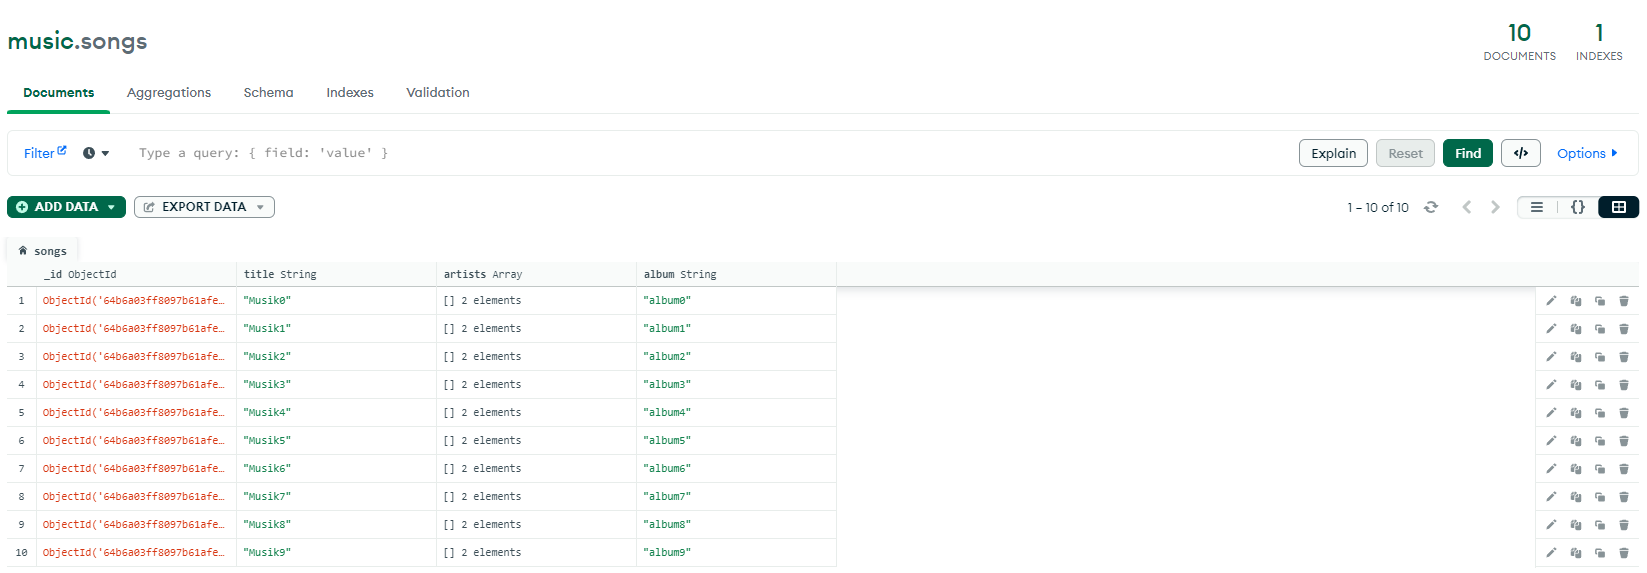 music.songs
10 DOCUMENTS
1 INDEXES
Documents Aggregations Schema Indexes Validation
Filter Type a query: { field: 'value' } Explain Reset Find </> Options
ADD DATA EXPORT DATA 1 – 10 of 10 {}
songs
_id ObjectId title String artists Array album String
1 ObjectId('64b6a03ff8097b61afe… "Musik0" [] 2 elements "album0"
2 ObjectId('64b6a03ff8097b61afe… "Musik1" [] 2 elements "album1"
3 ObjectId('64b6a03ff8097b61afe… "Musik2" [] 2 elements "album2"
4 ObjectId('64b6a03ff8097b61afe… "Musik3" [] 2 elements "album3"
5 ObjectId('64b6a03ff8097b61afe… "Musik4" [] 2 elements "album4"
6 ObjectId('64b6a03ff8097b61afe… "Musik5" [] 2 elements "album5"
7 ObjectId('64b6a03ff8097b61afe… "Musik6" [] 2 elements "album6"
8 ObjectId('64b6a03ff8097b61afe… "Musik7" [] 2 elements "album7"
9 ObjectId('64b6a03ff8097b61afe… "Musik8" [] 2 elements "album8"
10 ObjectId('64b6a03ff8097b61afe… "Musik9" [] 2 elements "album9"